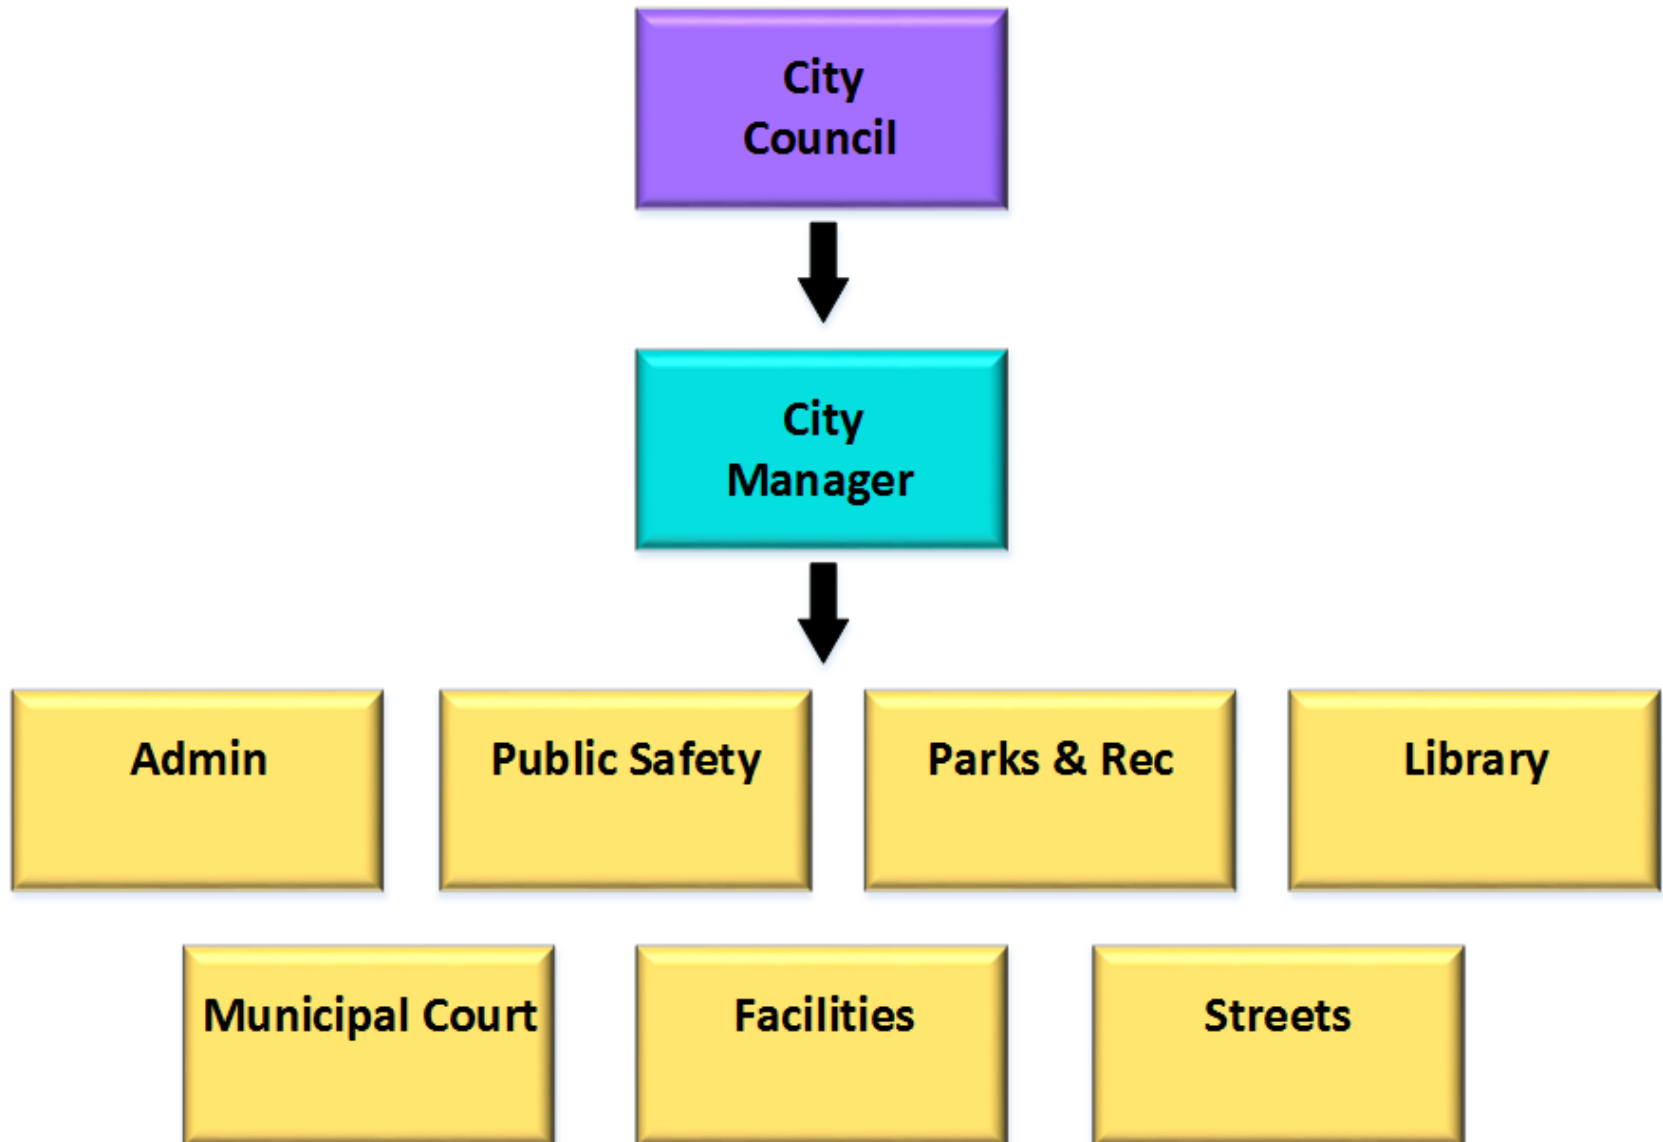 City
Council
City
Manager
Admin
Public Safety
Parks & Rec
Library
Municipal Court
Facilities
Streets